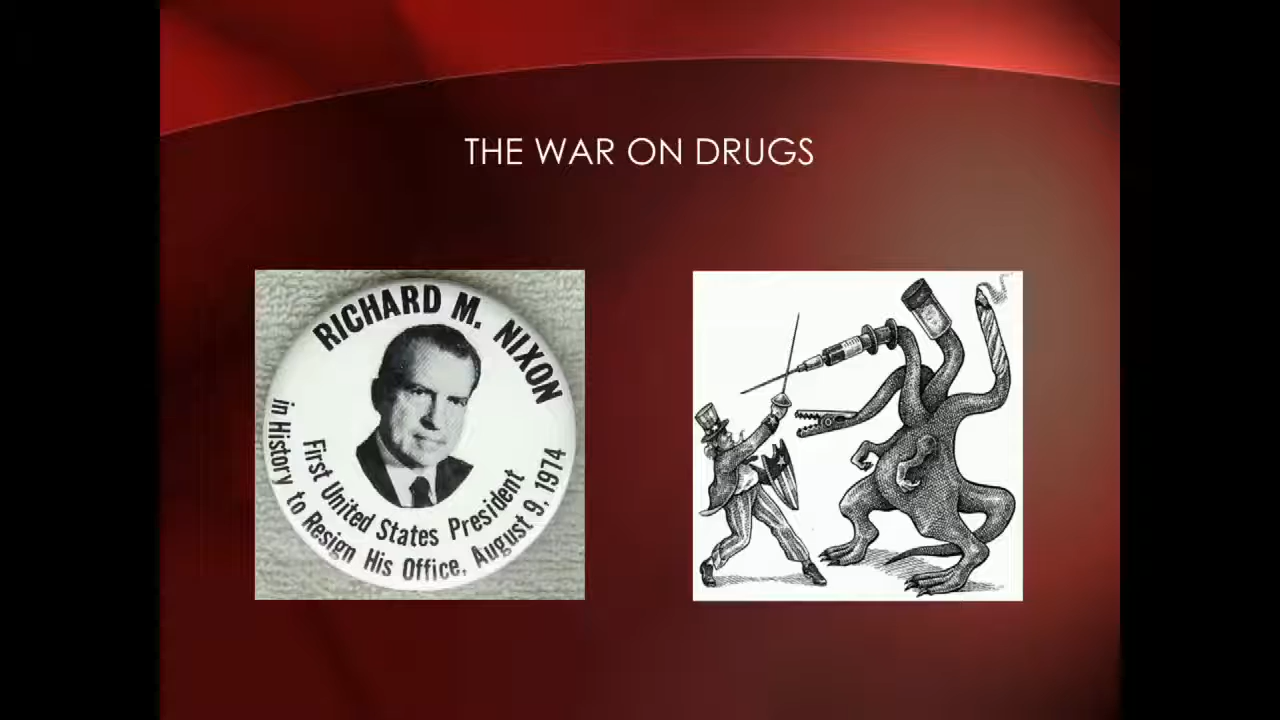 THE WAR ON DRUGS
RICHARD M. NIXON
First United States President
in History to Resign His Office, August 9, 1974